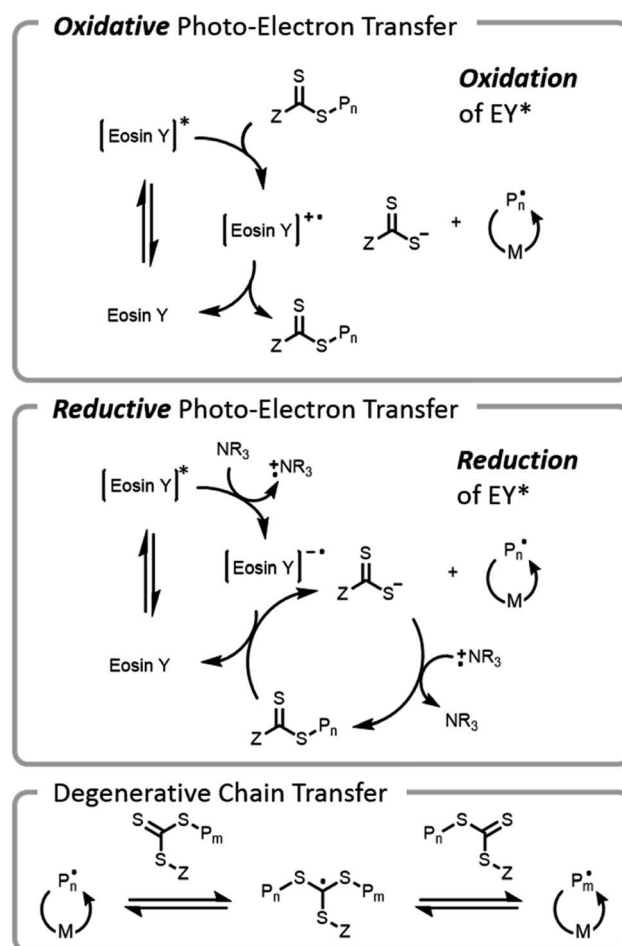 Oxidative Photo-Electron Transfer
S
Z
S
Pn
Oxidation
of EY*
[Eosin Y]*
[Eosin Y]+•
S
Z
S−
+
Pn•
M
Eosin Y
S
Z
S
Pn
Reductive Photo-Electron Transfer
NR3
+•NR3
Reduction
of EY*
[Eosin Y]*
[Eosin Y]−•
S
Z
S−
+
Pn•
M
Eosin Y
+•NR3
NR3
S
Z
S
Pn
Degenerative Chain Transfer
S
S
Pm
S
Z
Pn
S
S
S
Z
Pn•
M
Pn
S
•
S
Pm
S
Z
Pm•
M